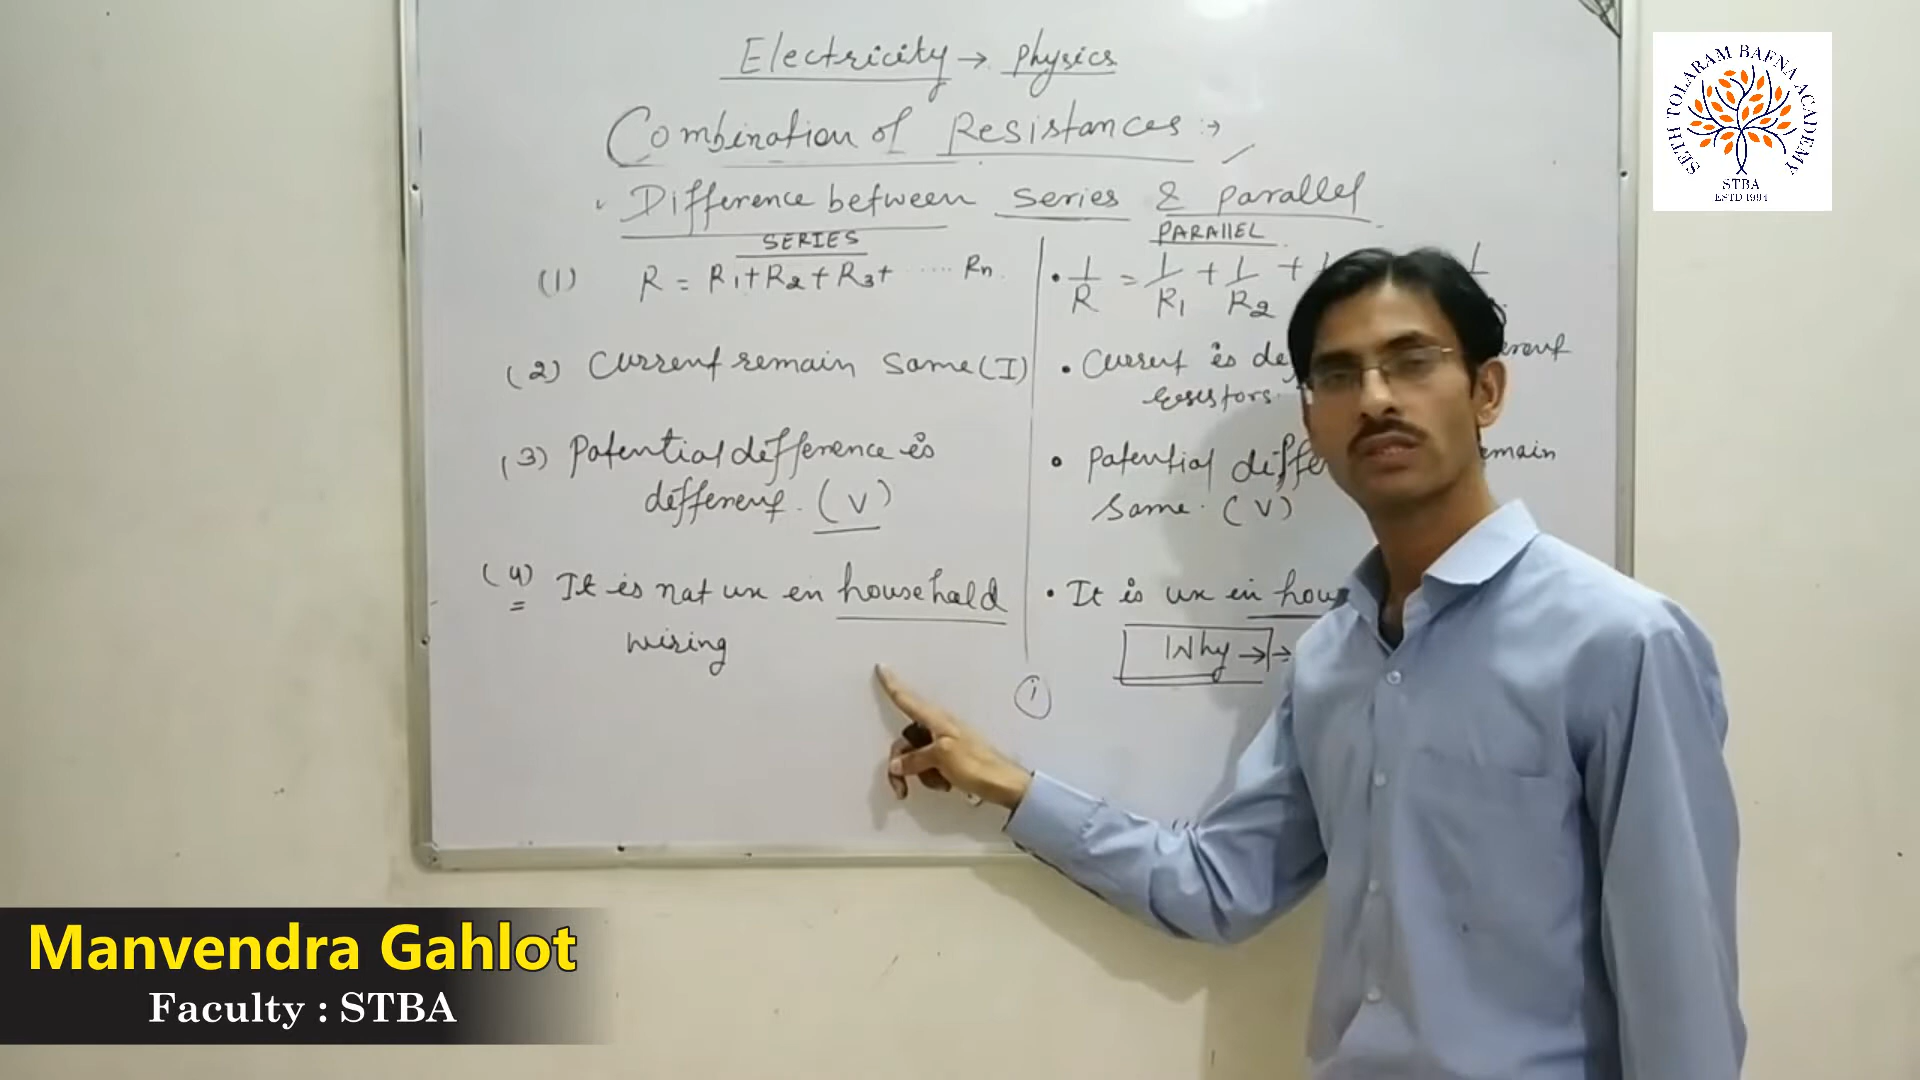 Electricity → Physics
Combination of Resistances :→
Difference between series & parallel
SERIES
PARAllEL
(1) R = R1+R2+R3+ ..... Rn
• 1/R = 1/R1 + 1/R2 +
(2) Current remain same (I)
• Current is
resistors.
(3) Potential difference is
different. (V)
• Potential remain
same. (V)
(4) It is not use in household
wiring
• It is use in
Why →→
(i)
SETH TOLARAM BAFNA ACADEMY
STBA
ESTD 1994
Manvendra Gahlot
Faculty : STBA